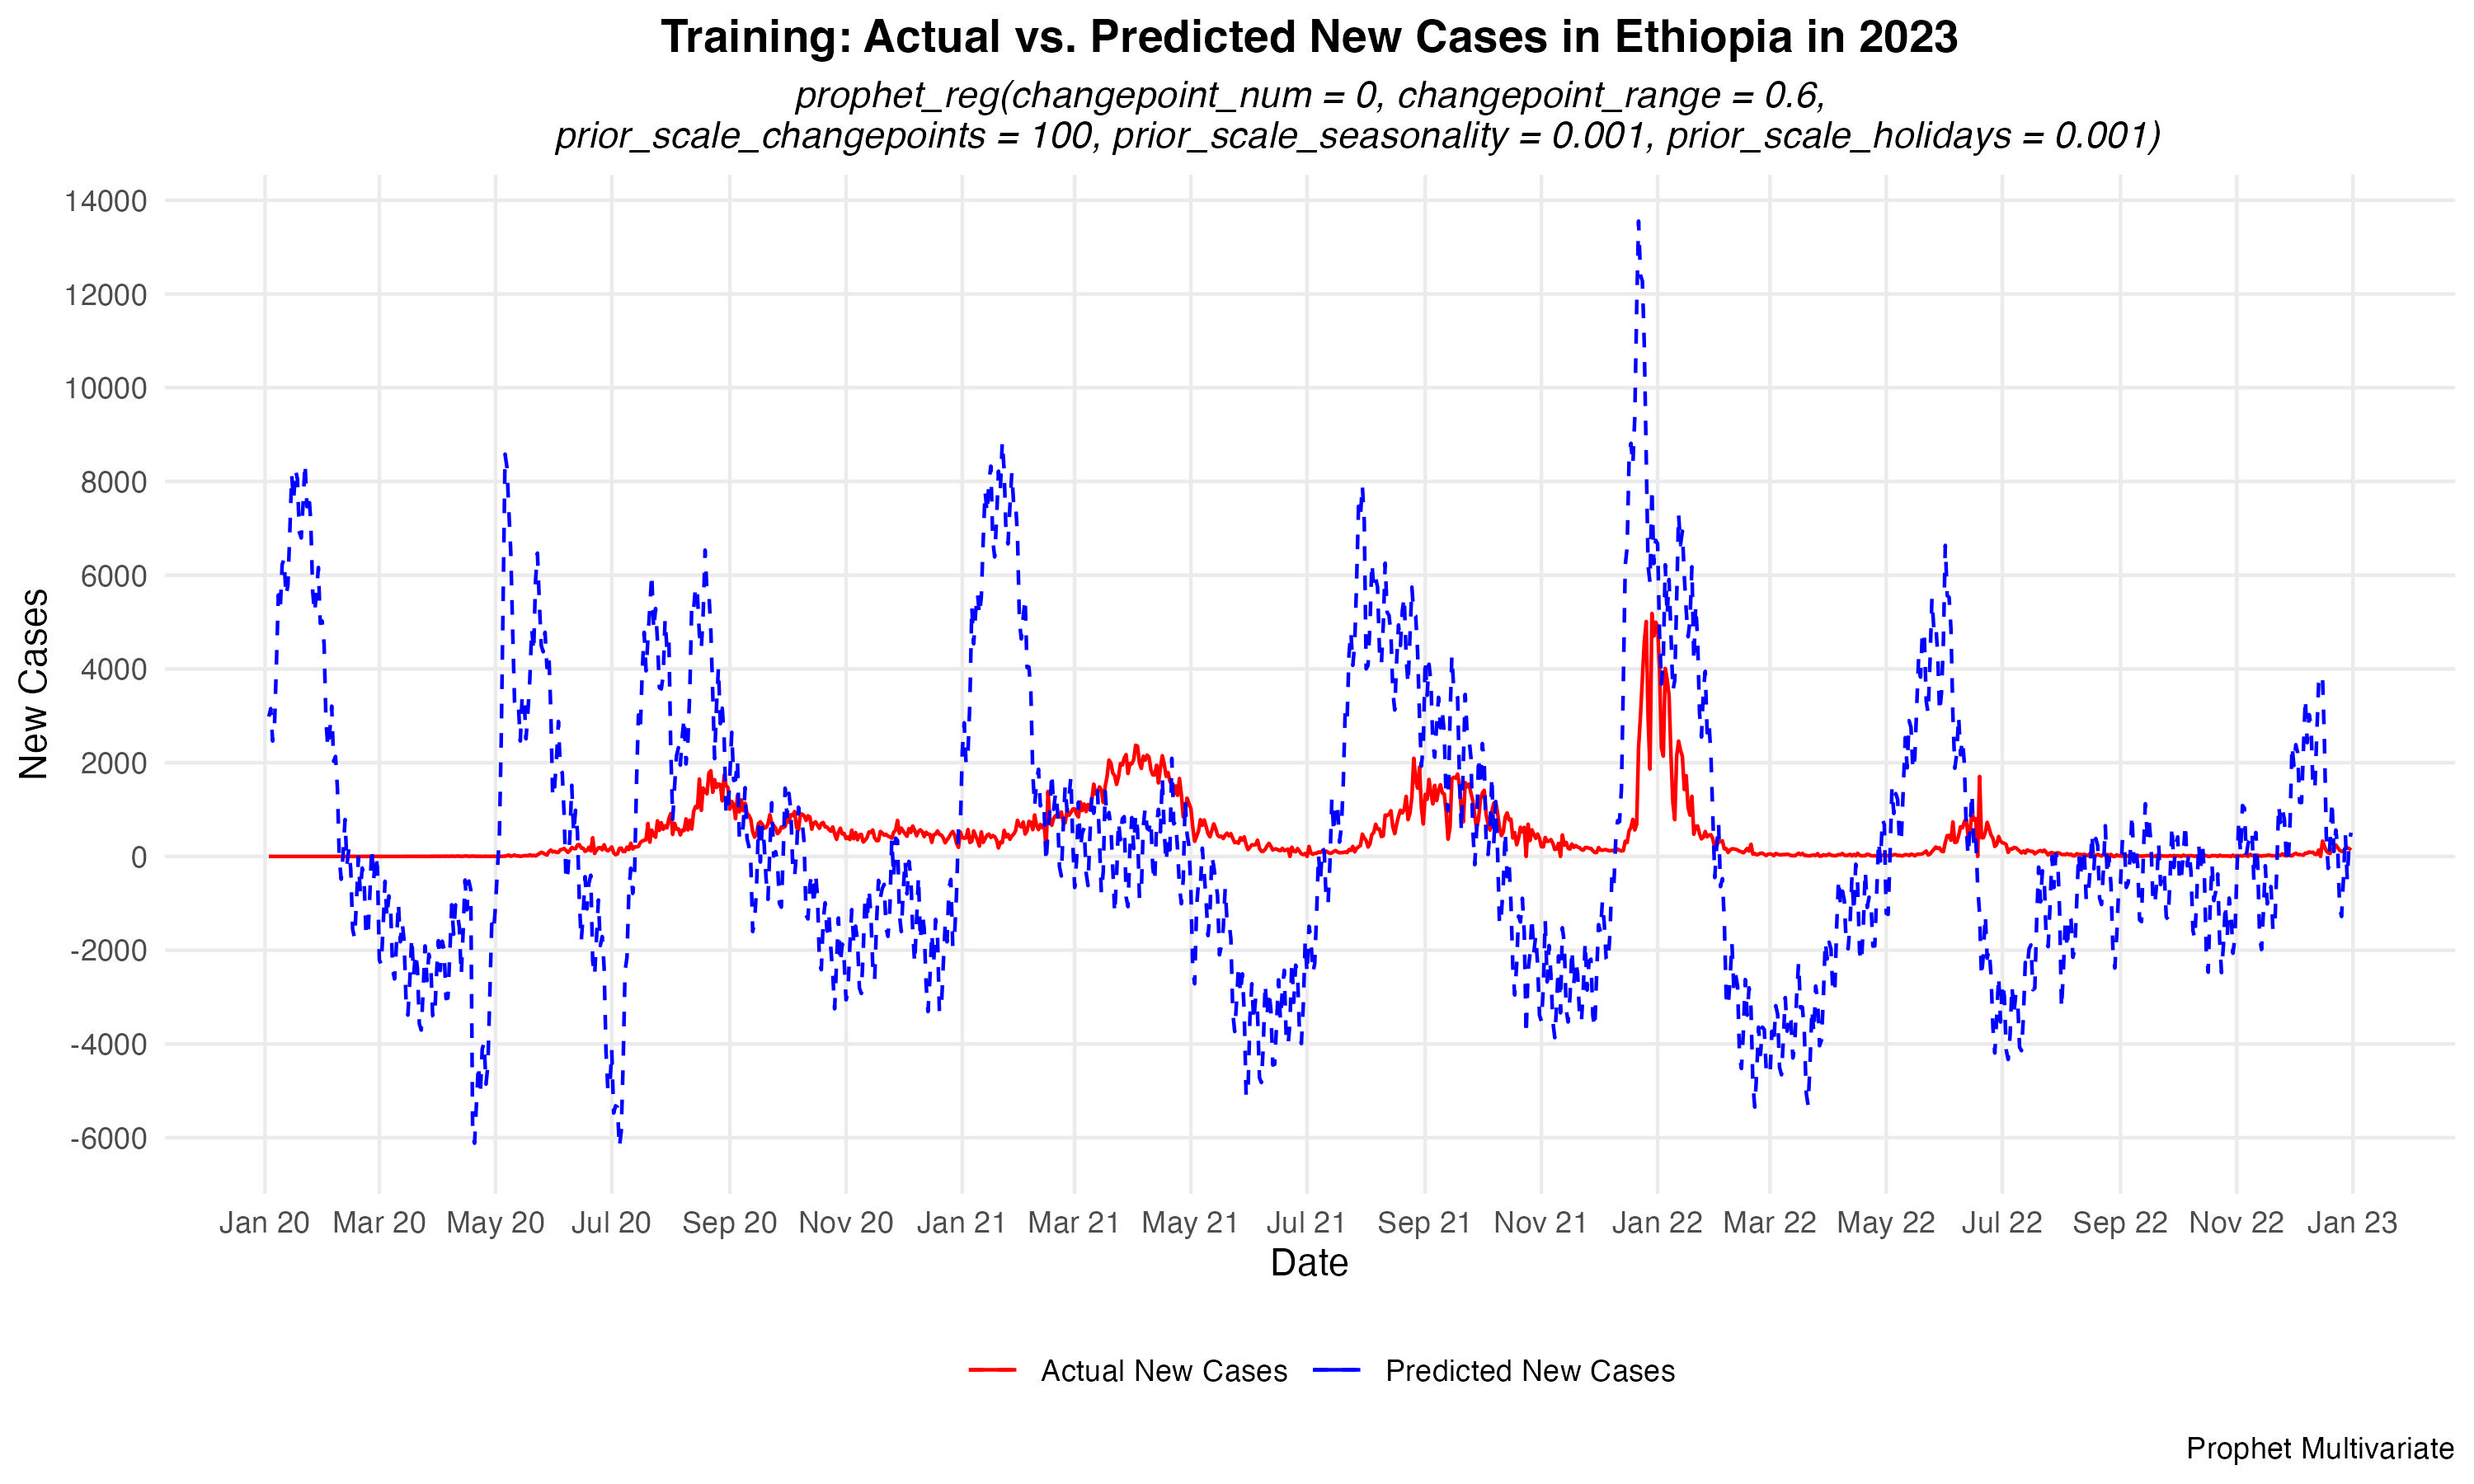 Training: Actual vs. Predicted New Cases in Ethiopia in 2023
prophet_reg(changepoint_num = 0, changepoint_range = 0.6,
prior_scale_changepoints = 100, prior_scale_seasonality = 0.001, prior_scale_holidays = 0.001)
New Cases
14000
12000
10000
8000
6000
4000
2000
0
-2000
-4000
-6000
Jan 20 Mar 20 May 20 Jul 20 Sep 20 Nov 20 Jan 21 Mar 21 May 21 Jul 21 Sep 21 Nov 21 Jan 22 Mar 22 May 22 Jul 22 Sep 22 Nov 22 Jan 23
Date
Actual New Cases Predicted New Cases
Prophet Multivariate